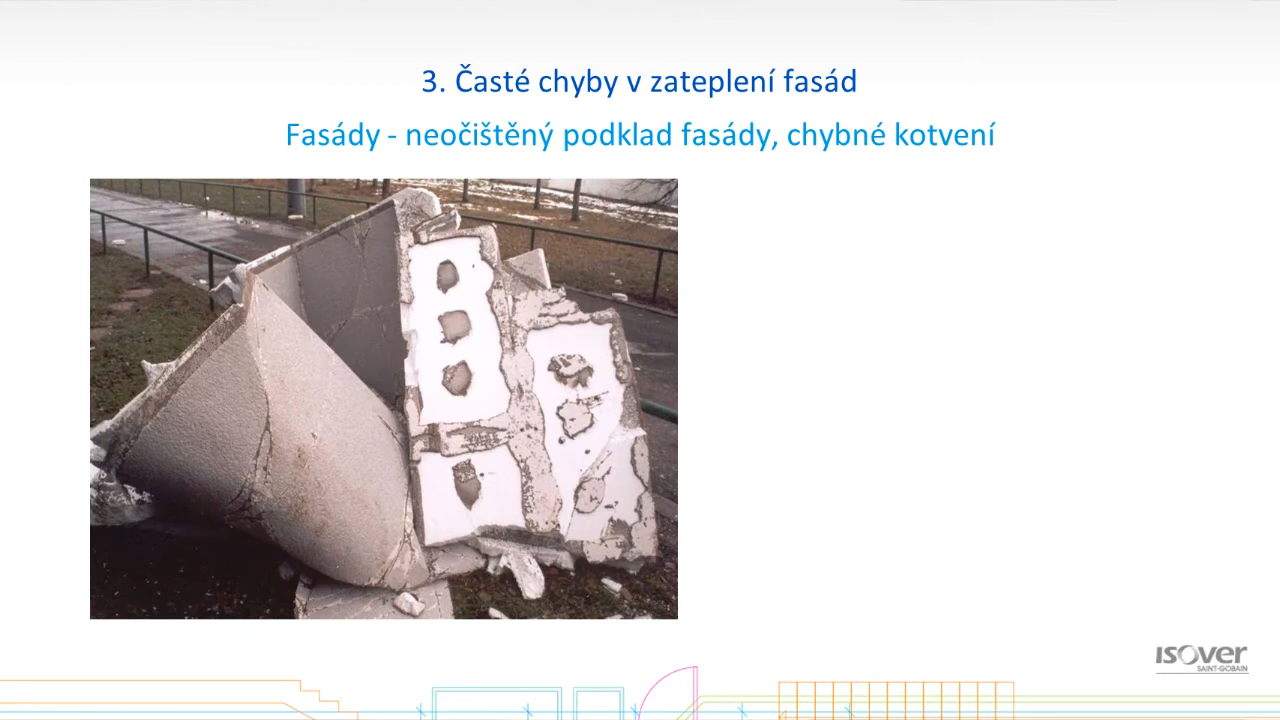 3. Časté chyby v zateplení fasád
Fasády - neočištěný podklad fasády, chybné kotvení
ISOVER
SAINT-GOBAIN